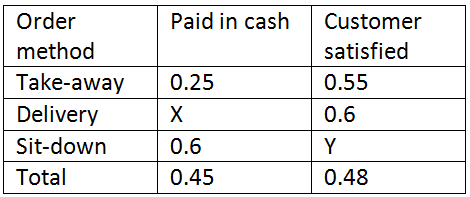 Order method Paid in cash Customer satisfied
Take-away 0.25 0.55
Delivery X 0.6
Sit-down 0.6 Y
Total 0.45 0.48